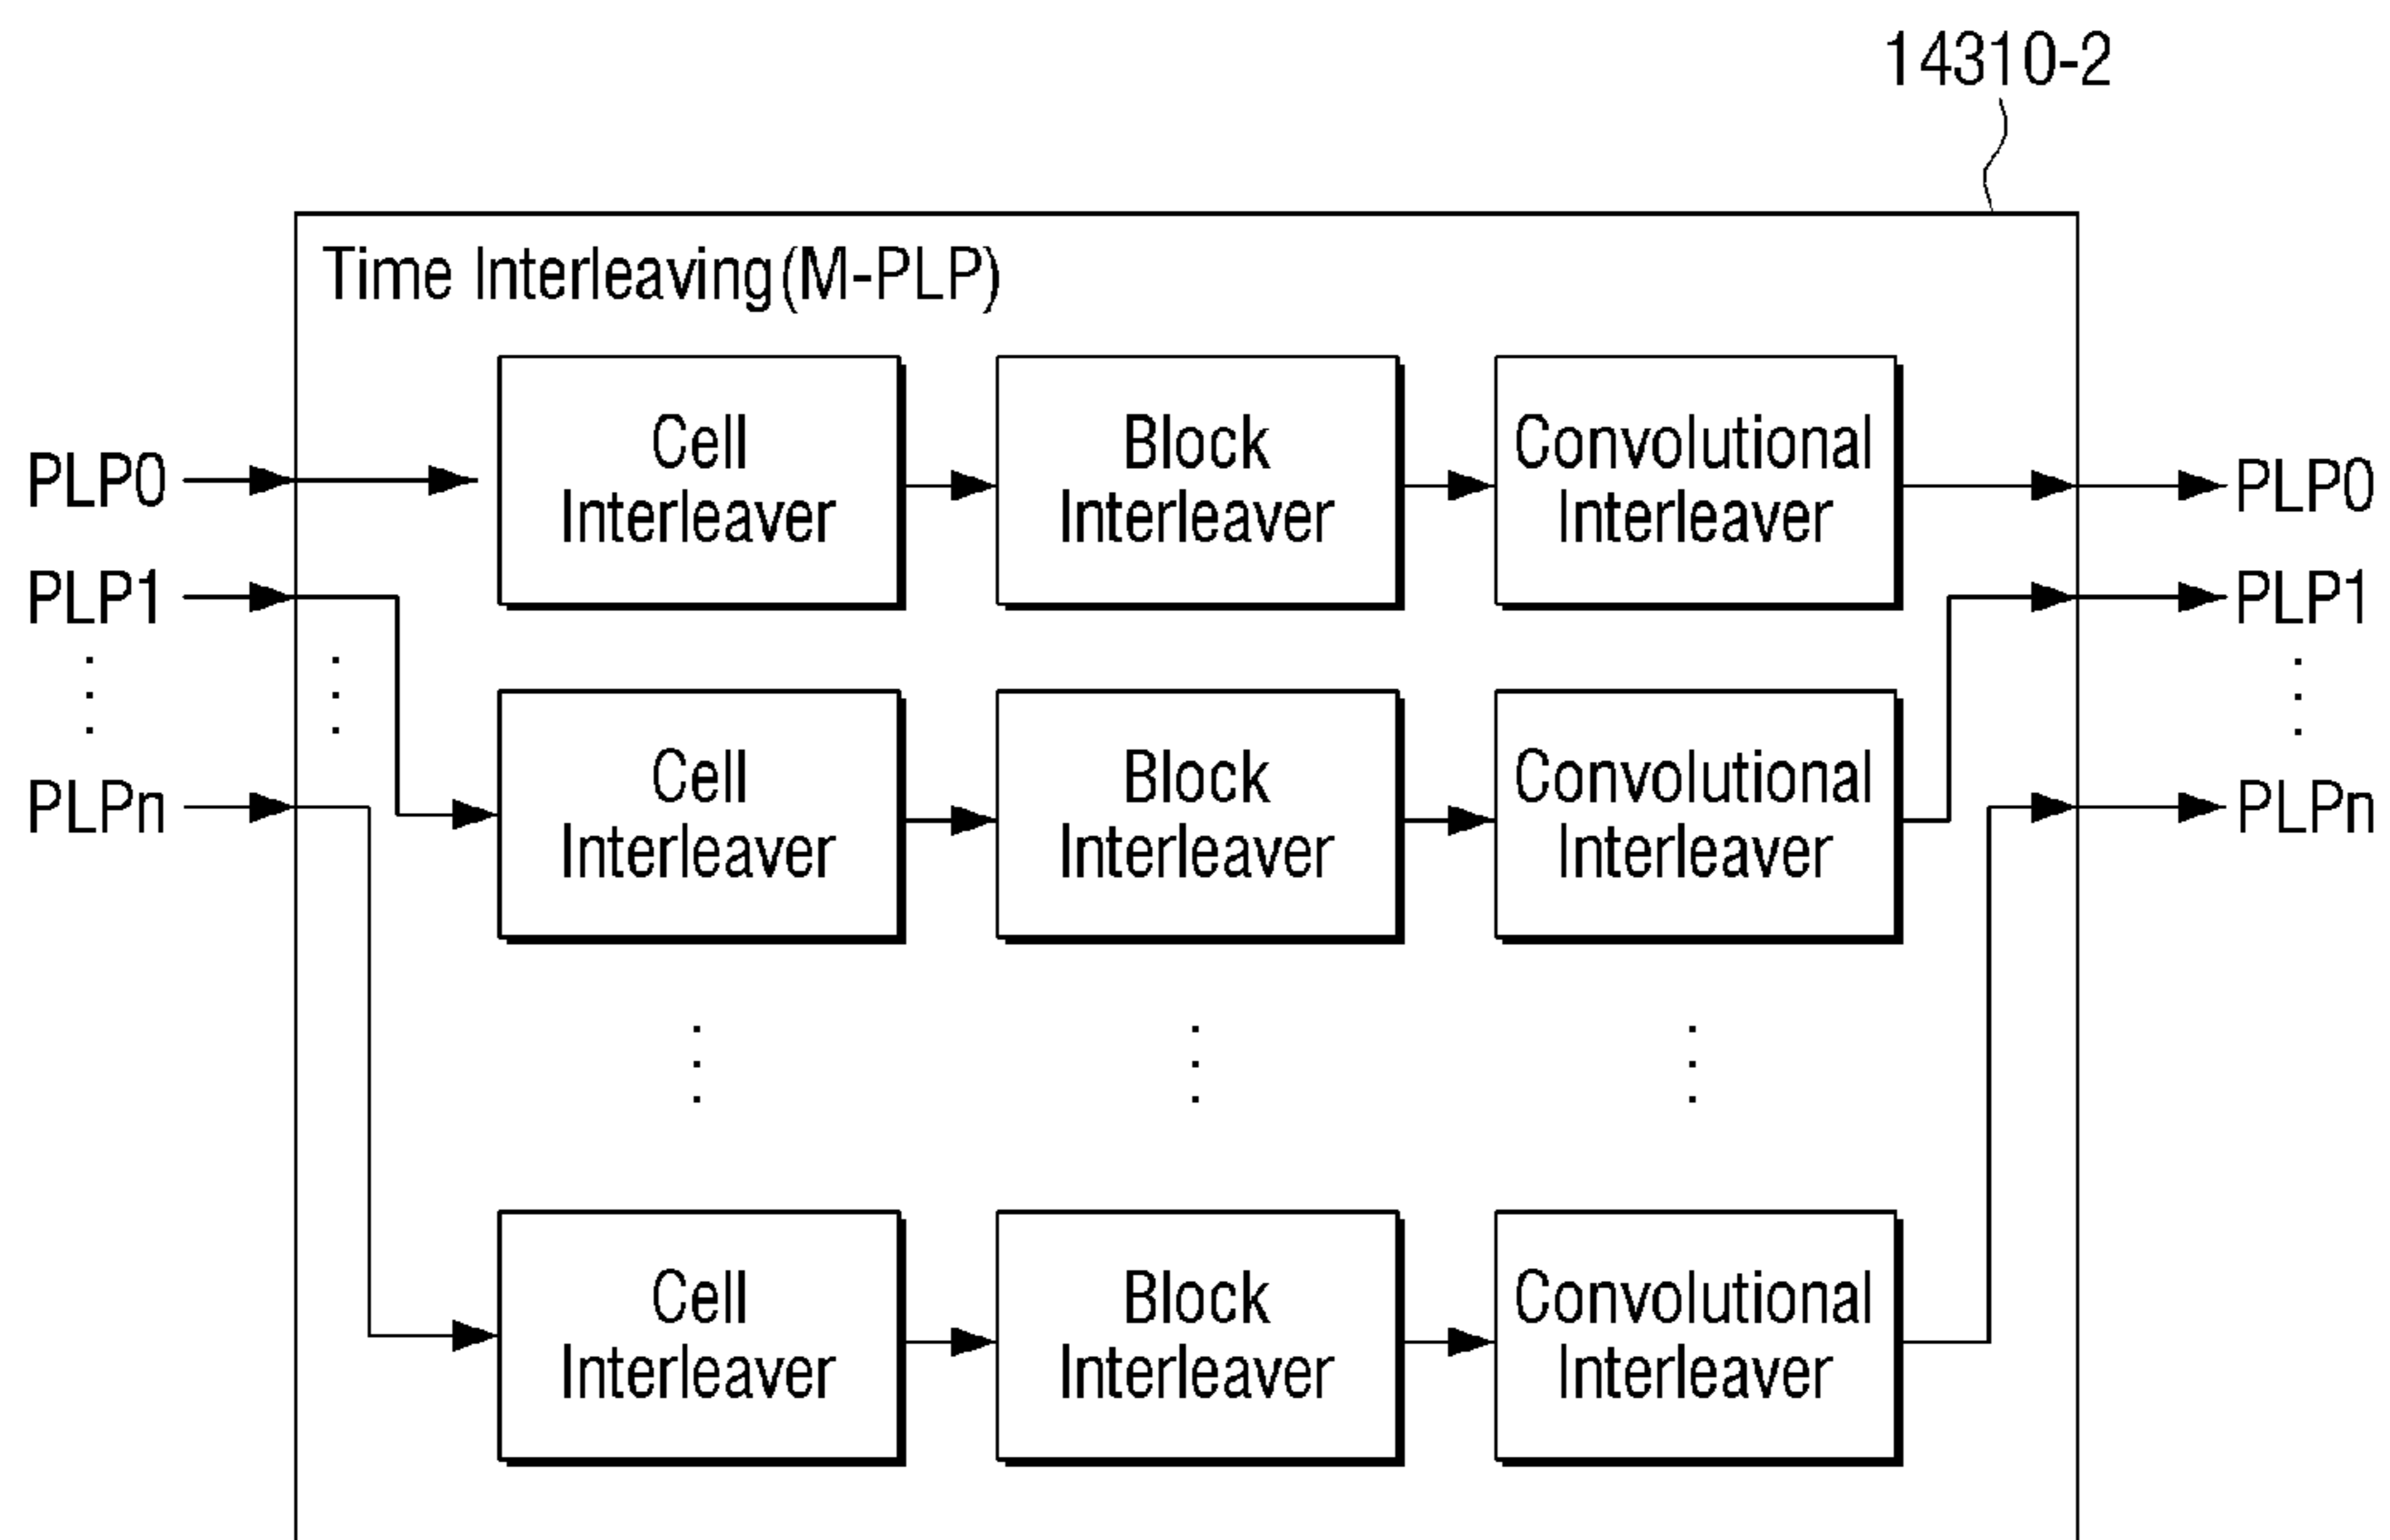 14310-2
Time Interleaving(M-PLP)
PLP0
Cell
Interleaver
Block
Interleaver
Convolutional
Interleaver
PLP0
PLP1
PLP1
PLPn
Cell
Interleaver
Block
Interleaver
Convolutional
Interleaver
PLPn
Cell
Interleaver
Block
Interleaver
Convolutional
Interleaver